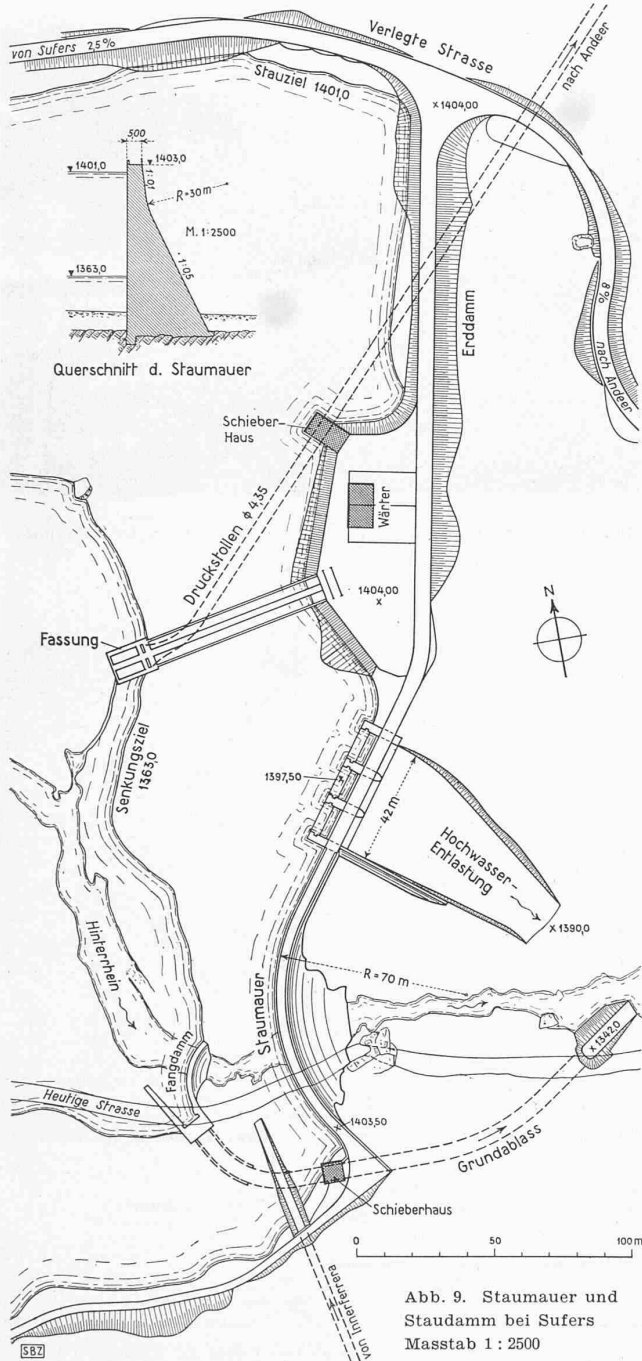 von Sufers 2,5%
Verlegte Strasse
nach Andeer
Stauziel 1401,0
×1404,00
500
1401,0
1403,0
1:0,1
R=30m
M. 1:2500
1363,0
1:0,5
Querschnitt d. Staumauer
Erddamm
8% nach Andeer
Schieber-
Haus
Druckstollen φ 4,35
Wärter
1404,00
×
N
Fassung
Senkungsziel
1363,0
1397,50
42 m
Hochwasser-
Entlastung
×1390,0
Hinterrhein
Staumauer
R=70 m
Fangdamm
×1342,0
Heutige Strasse
1403,50
×
Grundablass
Schieberhaus
0 50 100 m
von Innerferrera
Abb. 9. Staumauer und
Staudamm bei Sufers
Masstab 1 : 2500
SBZ